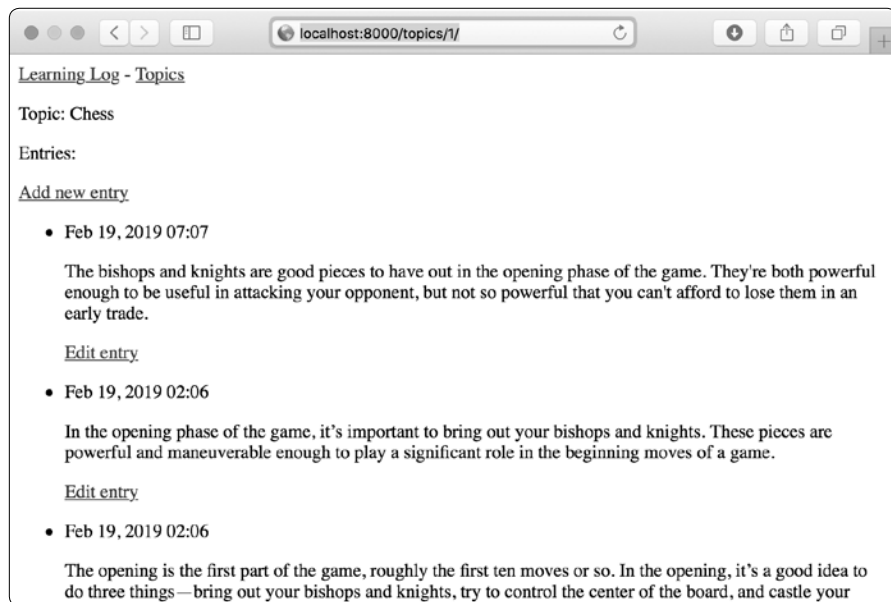 localhost:8000/topics/1/
Learning Log - Topics
Topic: Chess
Entries:
Add new entry
• Feb 19, 2019 07:07
The bishops and knights are good pieces to have out in the opening phase of the game. They're both powerful
enough to be useful in attacking your opponent, but not so powerful that you can't afford to lose them in an
early trade.
Edit entry
• Feb 19, 2019 02:06
In the opening phase of the game, it’s important to bring out your bishops and knights. These pieces are
powerful and maneuverable enough to play a significant role in the beginning moves of a game.
Edit entry
• Feb 19, 2019 02:06
The opening is the first part of the game, roughly the first ten moves or so. In the opening, it’s a good idea to
do three things—bring out your bishops and knights, try to control the center of the board, and castle your